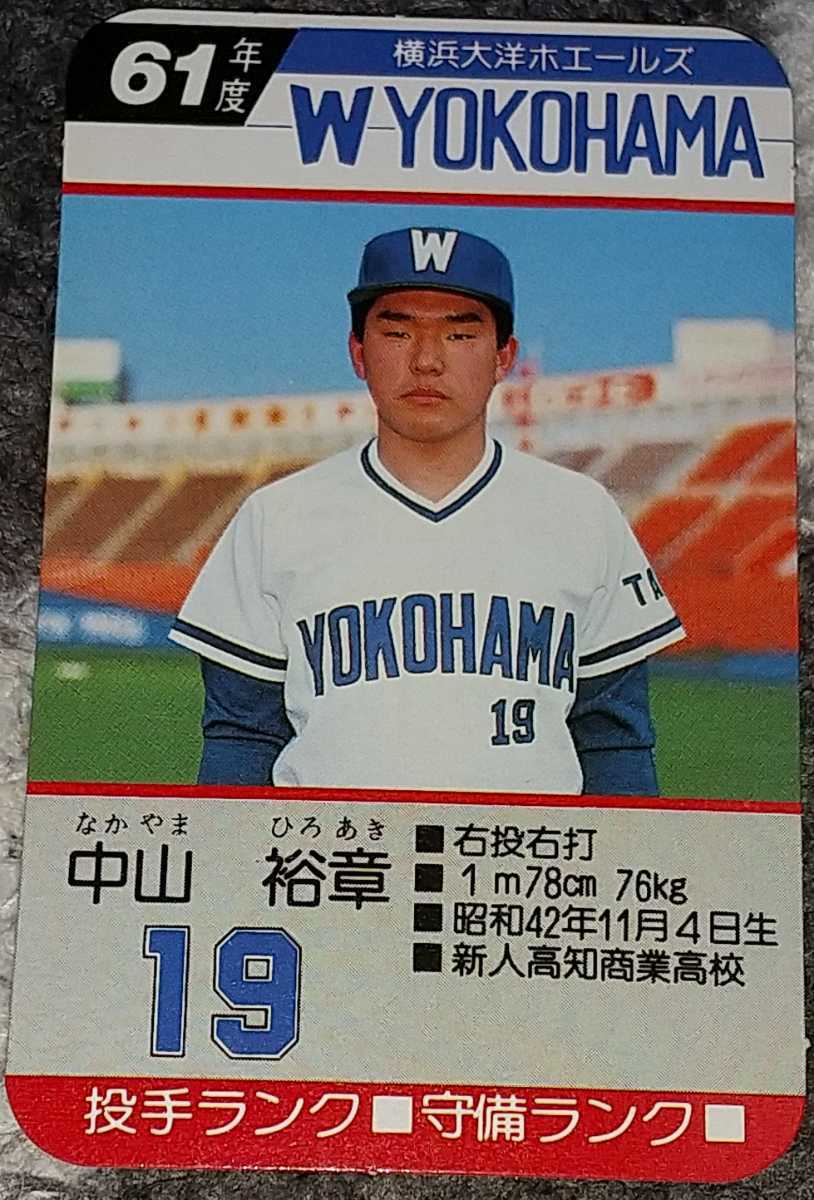 61年度
横浜大洋ホエールズ
W YOKOHAMA
W
TA
YOKOHAMA
19
なかやま ひろあき
中山 裕章
19
■右投右打
■1m78cm 76kg
■昭和42年11月4日生
■新人高知商業高校
投手ランク□守備ランク□